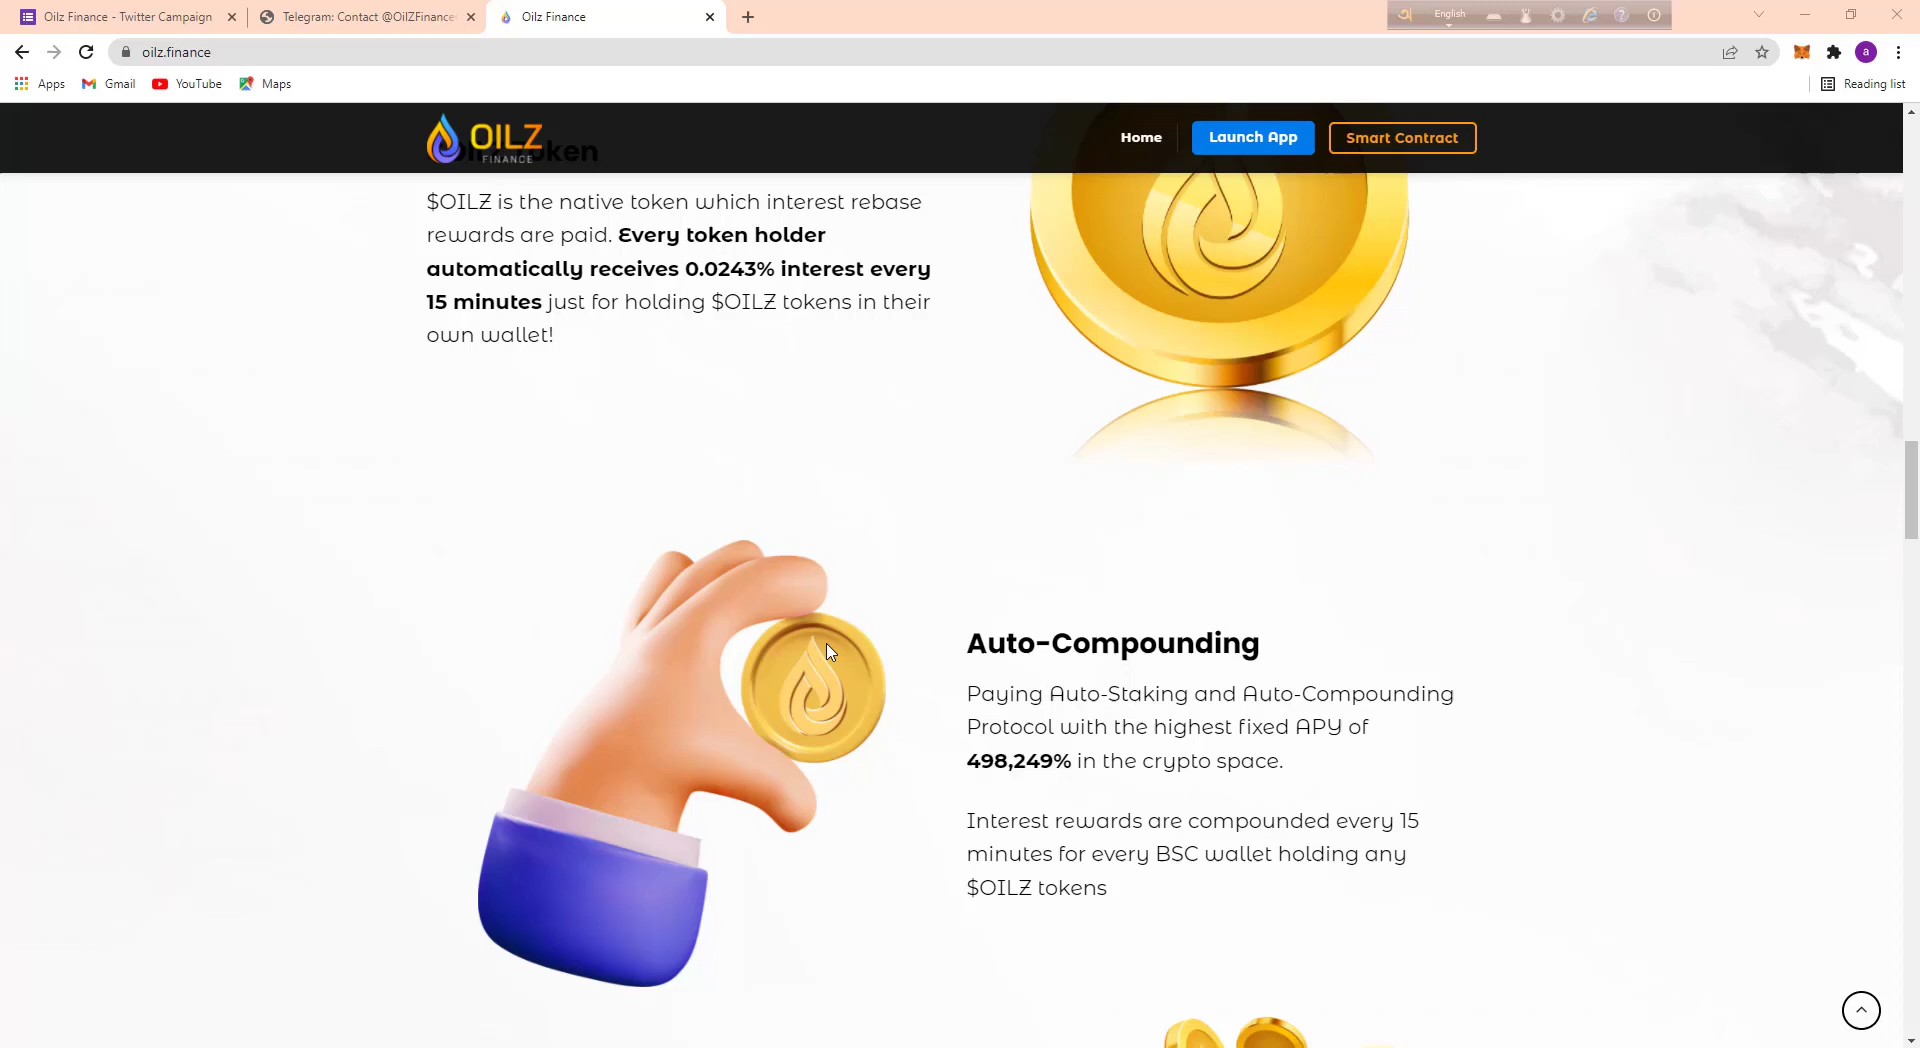 Oilz Finance - Twitter Campaign
Telegram: Contact @OilZFinance
Oilz Finance
English
oilz.finance
a
Apps
Gmail
YouTube
Maps
Reading list
OILZ
FINANCE
Home
Launch App
Smart Contract
$OILZ is the native token which interest rebase
rewards are paid. Every token holder
automatically receives 0.0243% interest every
15 minutes just for holding $OILZ tokens in their
own wallet!
Auto-Compounding
Paying Auto-Staking and Auto-Compounding
Protocol with the highest fixed APY of
498,249% in the crypto space.
Interest rewards are compounded every 15
minutes for every BSC wallet holding any
$OILZ tokens